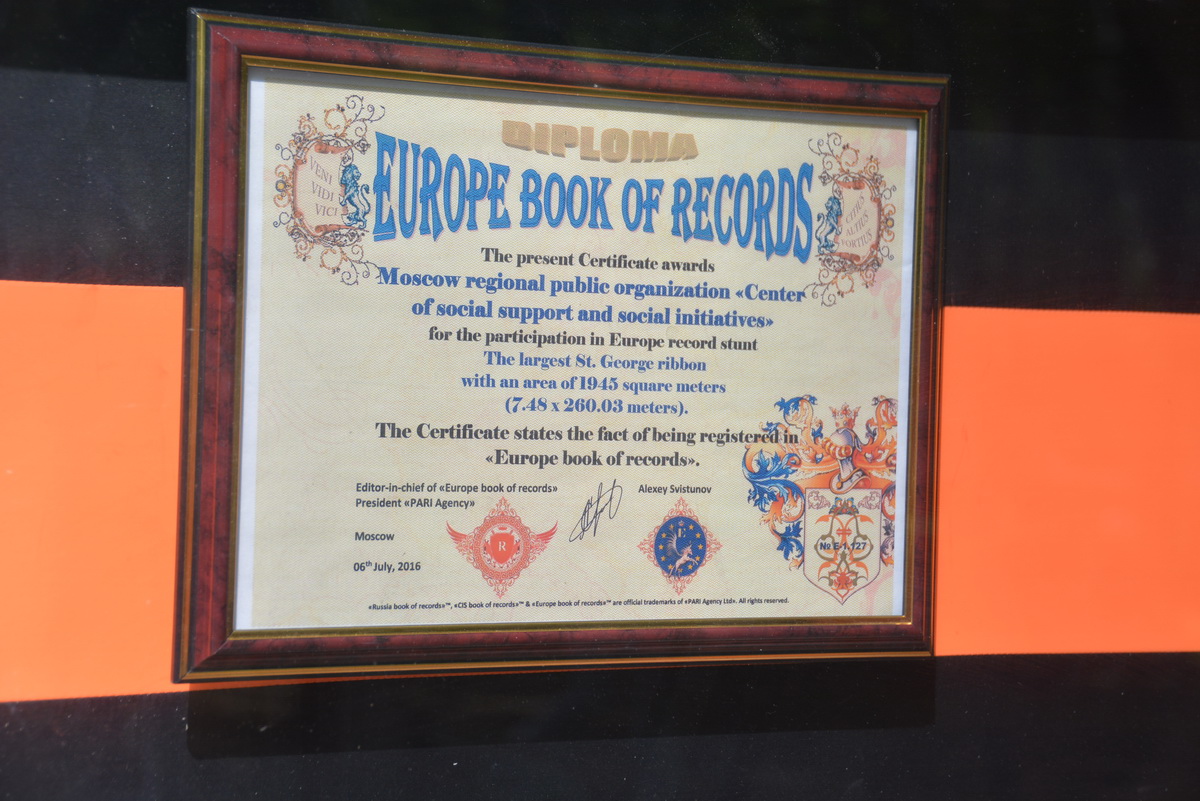 DIPLOMA
EUROPE BOOK OF RECORDS
VENI
VIDI
VICI
CITIUS
ALTIUS
FORTIUS
The present Certificate awards
Moscow regional public organization «Center
of social support and social initiatives»
for the participation in Europe record stunt
The largest St. George ribbon
with an area of 1945 square meters
(7.48 x 260.03 meters).
The Certificate states the fact of being registered in
«Europe book of records».
Editor-in-chief of «Europe book of records»
President «PARI Agency»
Alexey Svistunov
Moscow
R
E
№ E-1,127
06th July, 2016
«Russia book of records»™, «CIS book of records»™ & «Europe book of records»™ are official trademarks of «PARI Agency Ltd». All rights reserved.